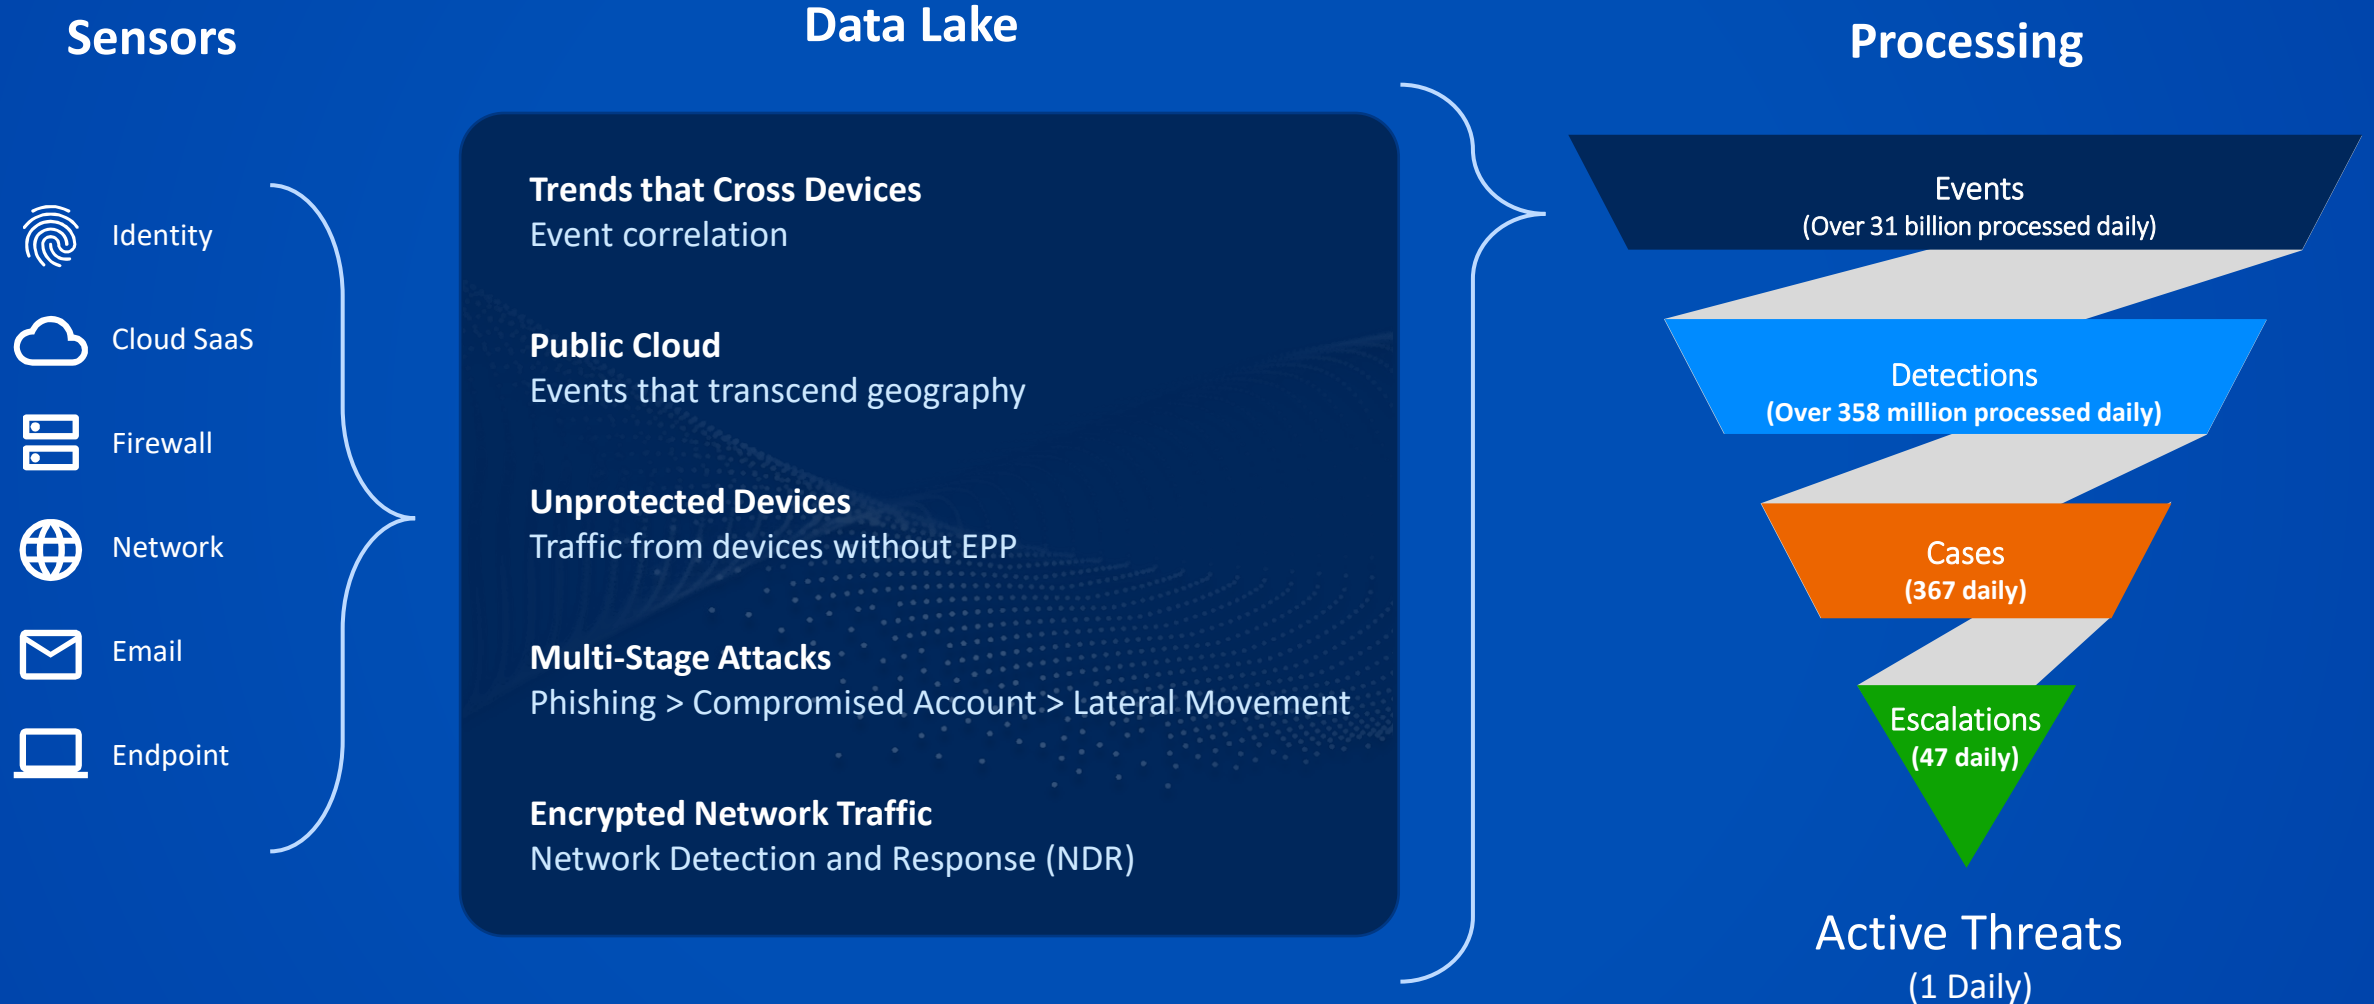 Sensors
Identity
Cloud SaaS
Firewall
Network
Email
Endpoint
Data Lake
Trends that Cross Devices
Event correlation
Public Cloud
Events that transcend geography
Unprotected Devices
Traffic from devices without EPP
Multi-Stage Attacks
Phishing > Compromised Account > Lateral Movement
Encrypted Network Traffic
Network Detection and Response (NDR)
Processing
Events
(Over 31 billion processed daily)
Detections
(Over 358 million processed daily)
Cases
(367 daily)
Escalations
(47 daily)
Active Threats
(1 Daily)